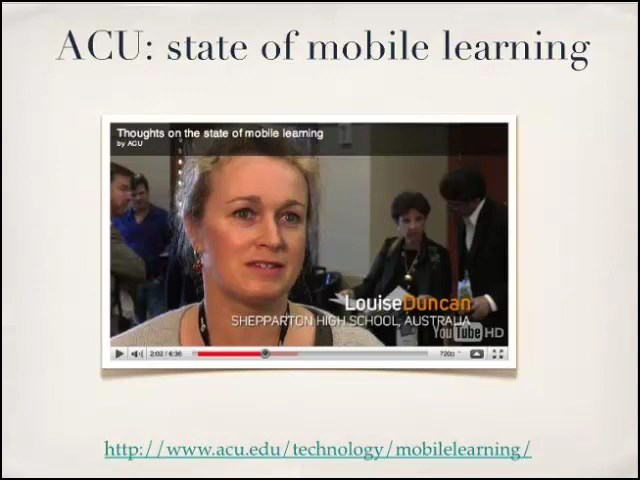 ACU: state of mobile learning
Thoughts on the state of mobile learning
by ACU
LouiseDuncan
SHEPPARTON HIGH SCHOOL, AUSTRALIA
YouTube HD
2:02 / 6:36
720p
http://www.acu.edu/technology/mobilelearning/